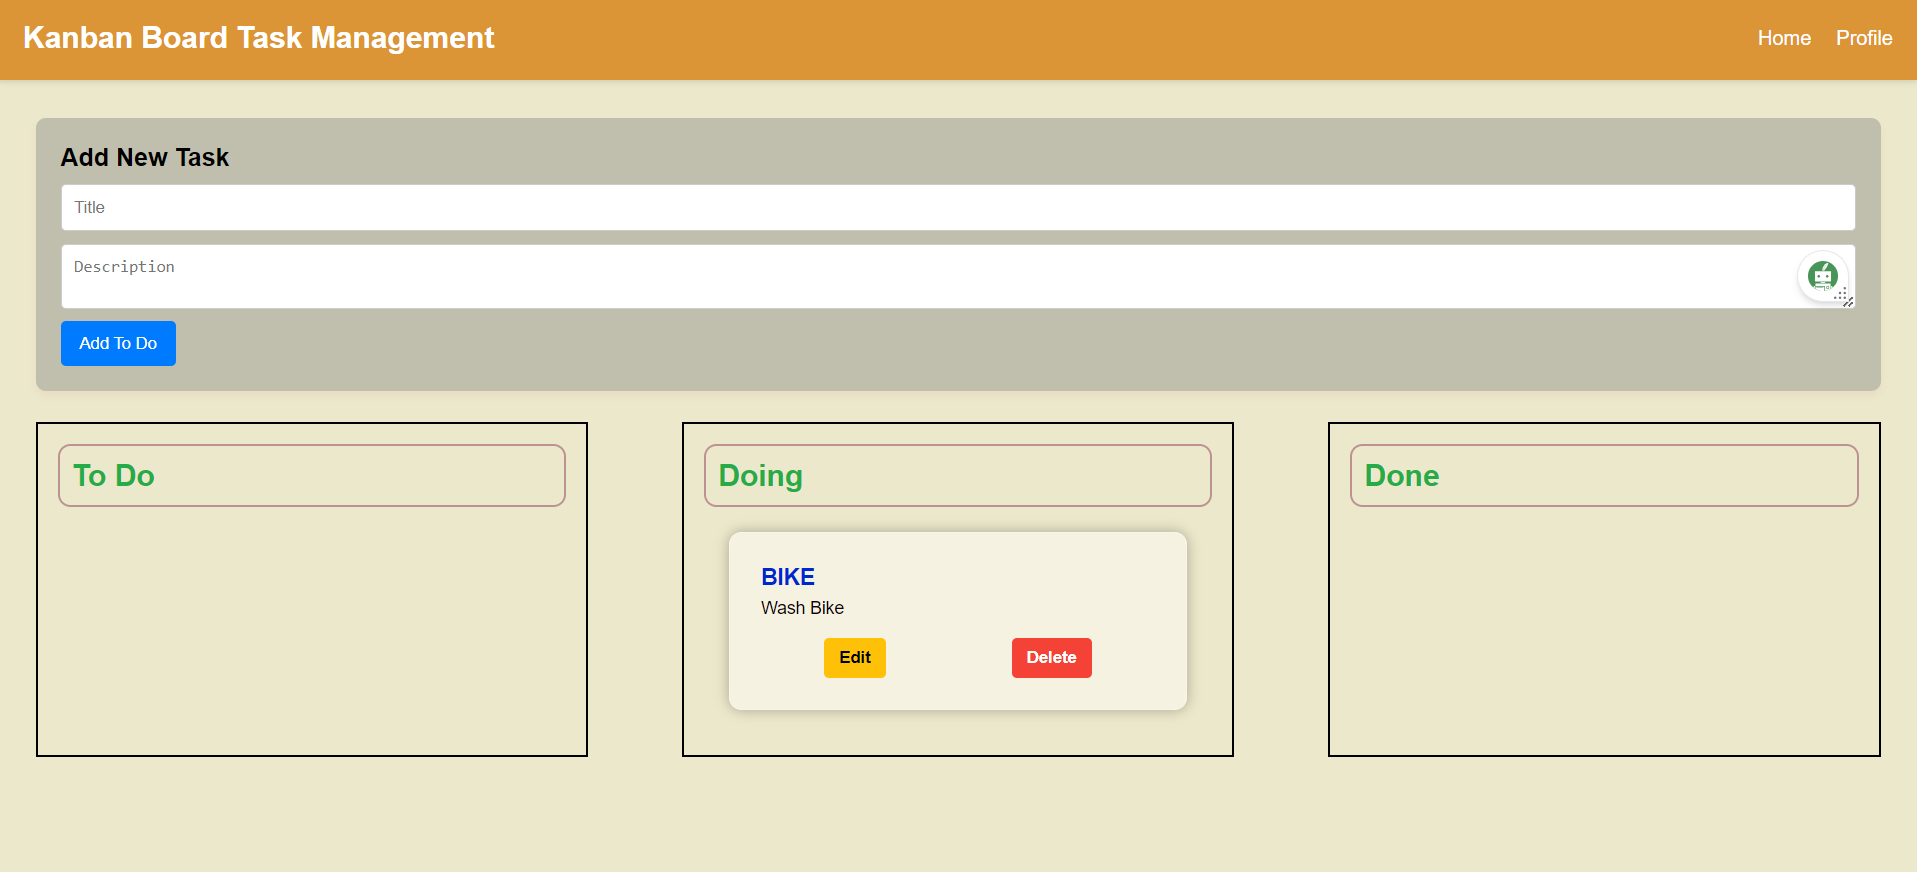 Kanban Board Task Management
Home Profile
Add New Task
Title
Description
Add To Do
To Do
Doing
Done
BIKE
Wash Bike
Edit Delete